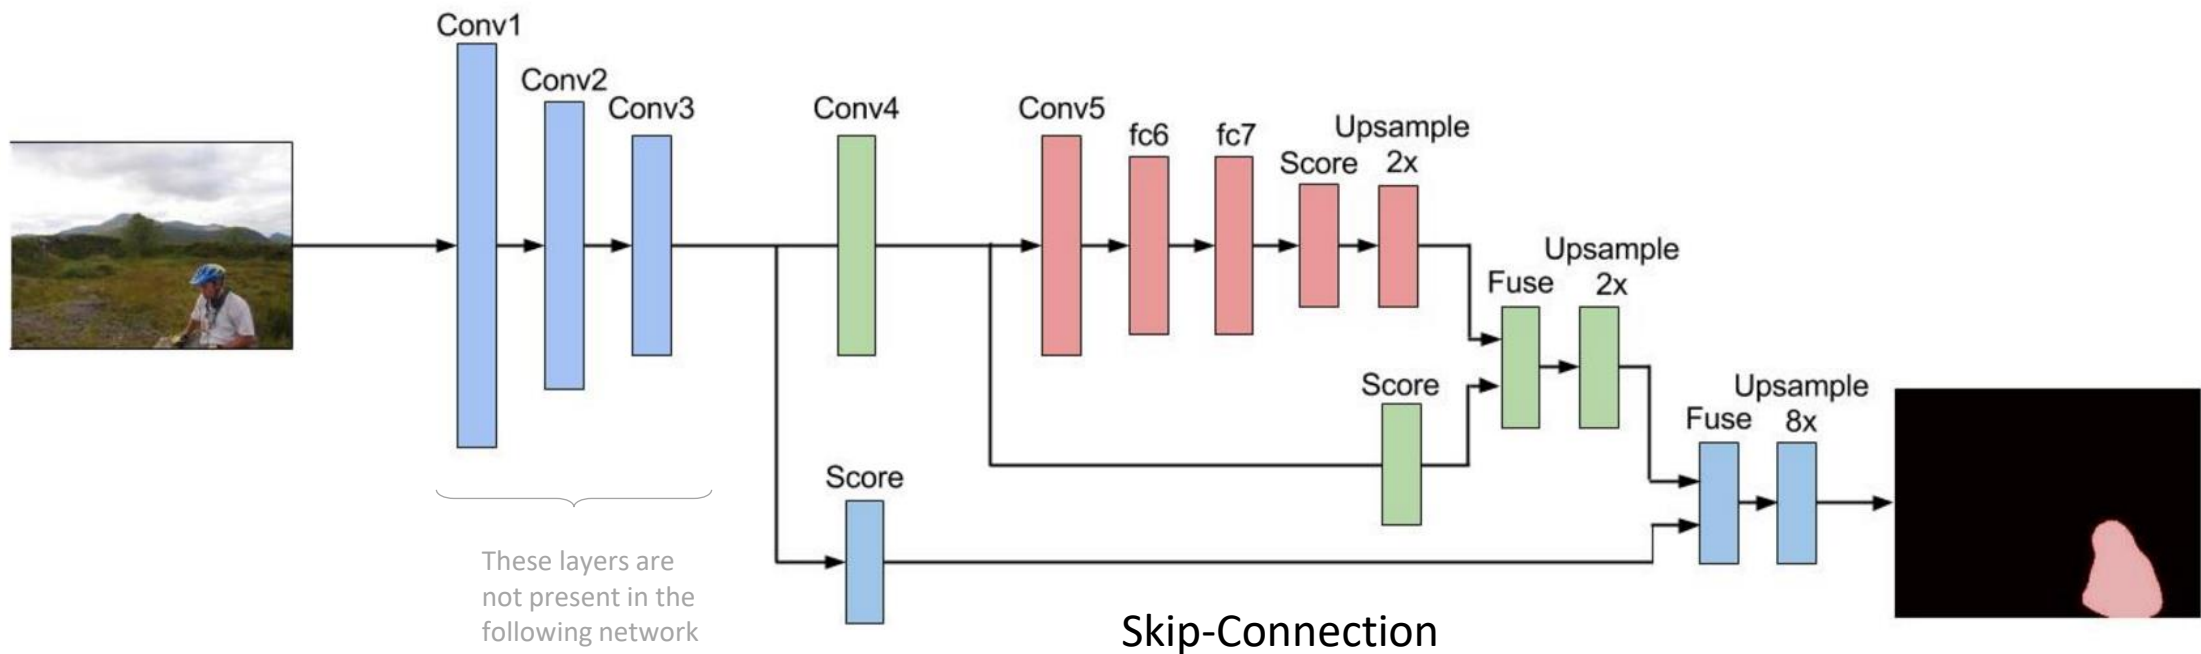 Conv1
Conv2
Conv3
Conv4
Conv5
fc6
fc7
Score
Upsample
2x
Fuse
Upsample
2x
Score
Fuse
Upsample
8x
Score
These layers are
not present in the
following network
Skip-Connection